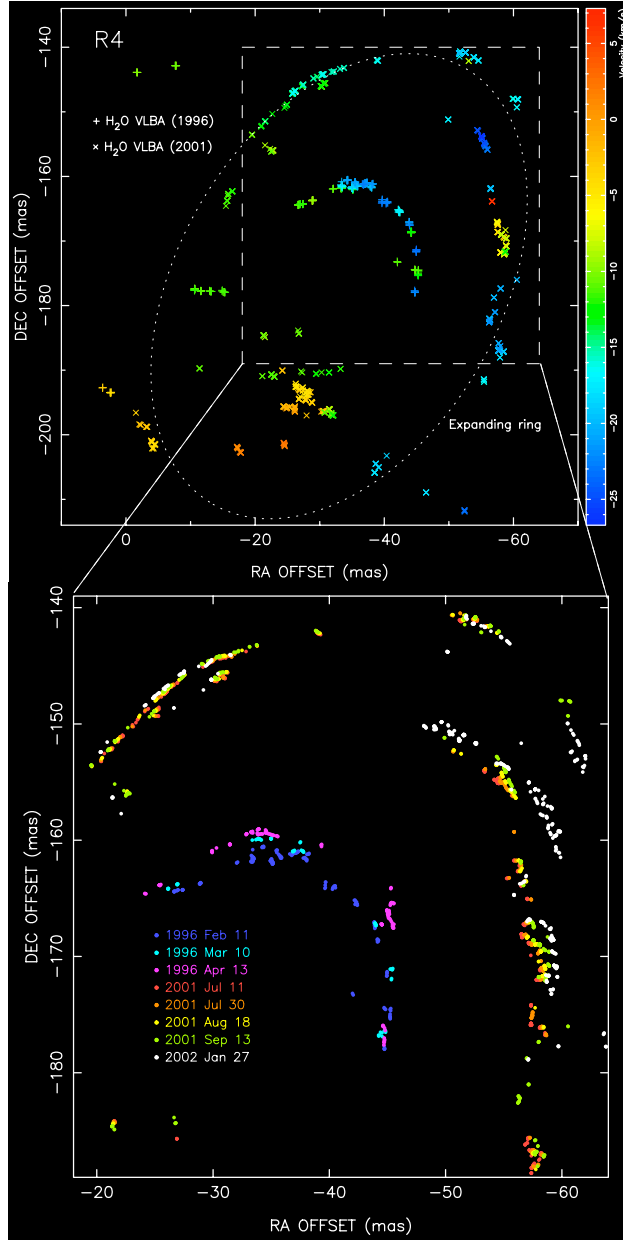 R4
+ H2O VLBA (1996)
× H2O VLBA (2001)
Expanding ring
DEC OFFSET (mas)
−140
−160
−180
−200
0
−20
−40
−60
RA OFFSET (mas)
5
0
−5
−10
−15
−20
−25
−140
−150
−160
−170
−180
DEC OFFSET (mas)
1996 Feb 11
1996 Mar 10
1996 Apr 13
2001 Jul 11
2001 Jul 30
2001 Aug 18
2001 Sep 13
2002 Jan 27
−20
−30
−40
−50
−60
RA OFFSET (mas)